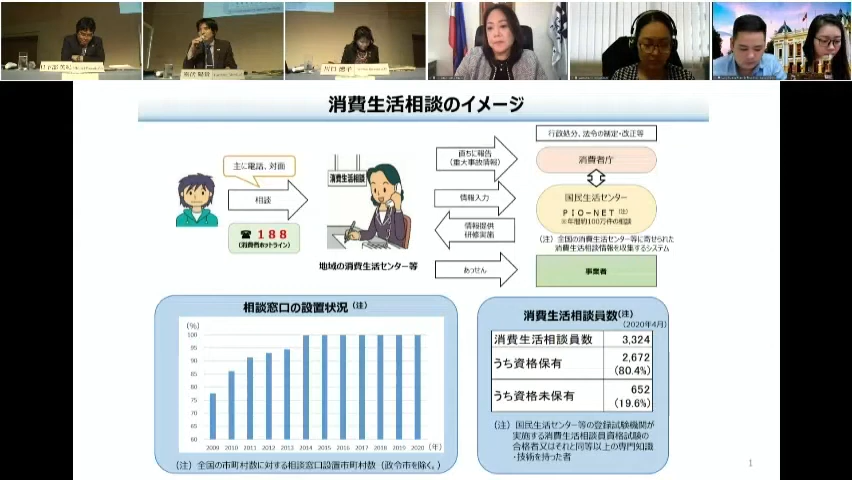 消費生活相談のイメージ
主に電話、対面
相談
☎188
(消費者ホットライン)
消費生活相談
地域の消費生活センター等
直ちに報告
(重大事故情報)
情報入力
情報提供
研修実施
あっせん
行政処分、法令の制定・改正等
消費者庁
国民生活センター
PIO-NET(注)
※年間約100万件の相談
(注)全国の消費生活センター等に寄せられた
消費生活相談情報を収集するシステム
事業者
相談窓口の設置状況(注)
(%)
100
95
90
85
80
75
70
65
60
2009 2010 2011 2012 2013 2014 2015 2016 2017 2018 2019 2020 (年)
(注)全国の市町村数に対する相談窓口設置市町村数(政令市を除く。)
消費生活相談員数(注)
(2020年4月)
消費生活相談員数 3,324
うち資格保有 2,672
(80.4%)
うち資格未保有 652
(19.6%)
(注)国民生活センター等の登録試験機関が
実施する消費生活相談員資格試験の
合格者又はそれと同等以上の専門知識
・技術を持った者
1